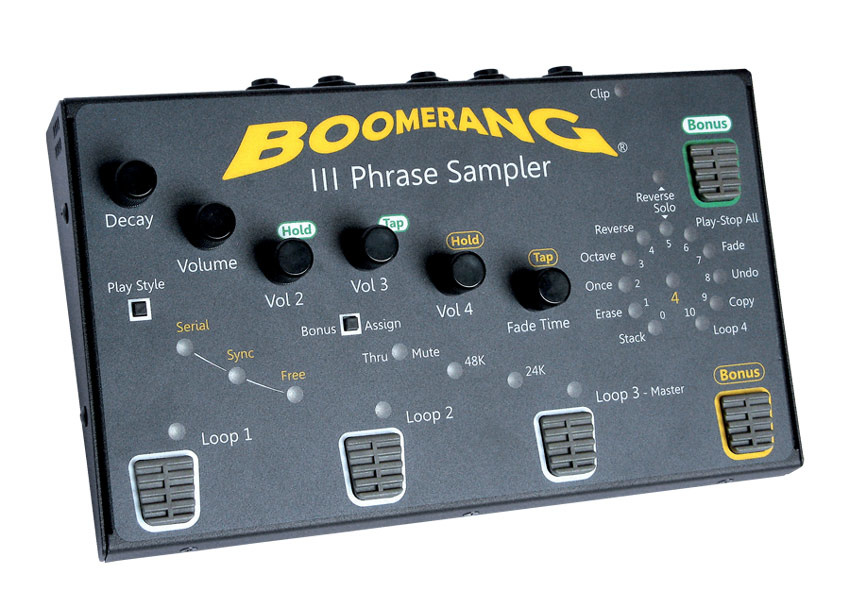 BOOMERANG®
III Phrase Sampler
Clip
Bonus
Decay
Volume
Hold
Vol 2
Tap
Vol 3
Hold
Vol 4
Tap
Fade Time
Play Style
Serial
Sync
Free
Bonus Assign
Thru Mute
48K
24K
Reverse
Solo
Reverse
Octave
Once
Erase
Stack
Play-Stop All
Fade
Undo
Copy
Loop 4
0
1
2
3
4
5
6
7
8
9
10
4
Loop 1
Loop 2
Loop 3 - Master
Bonus